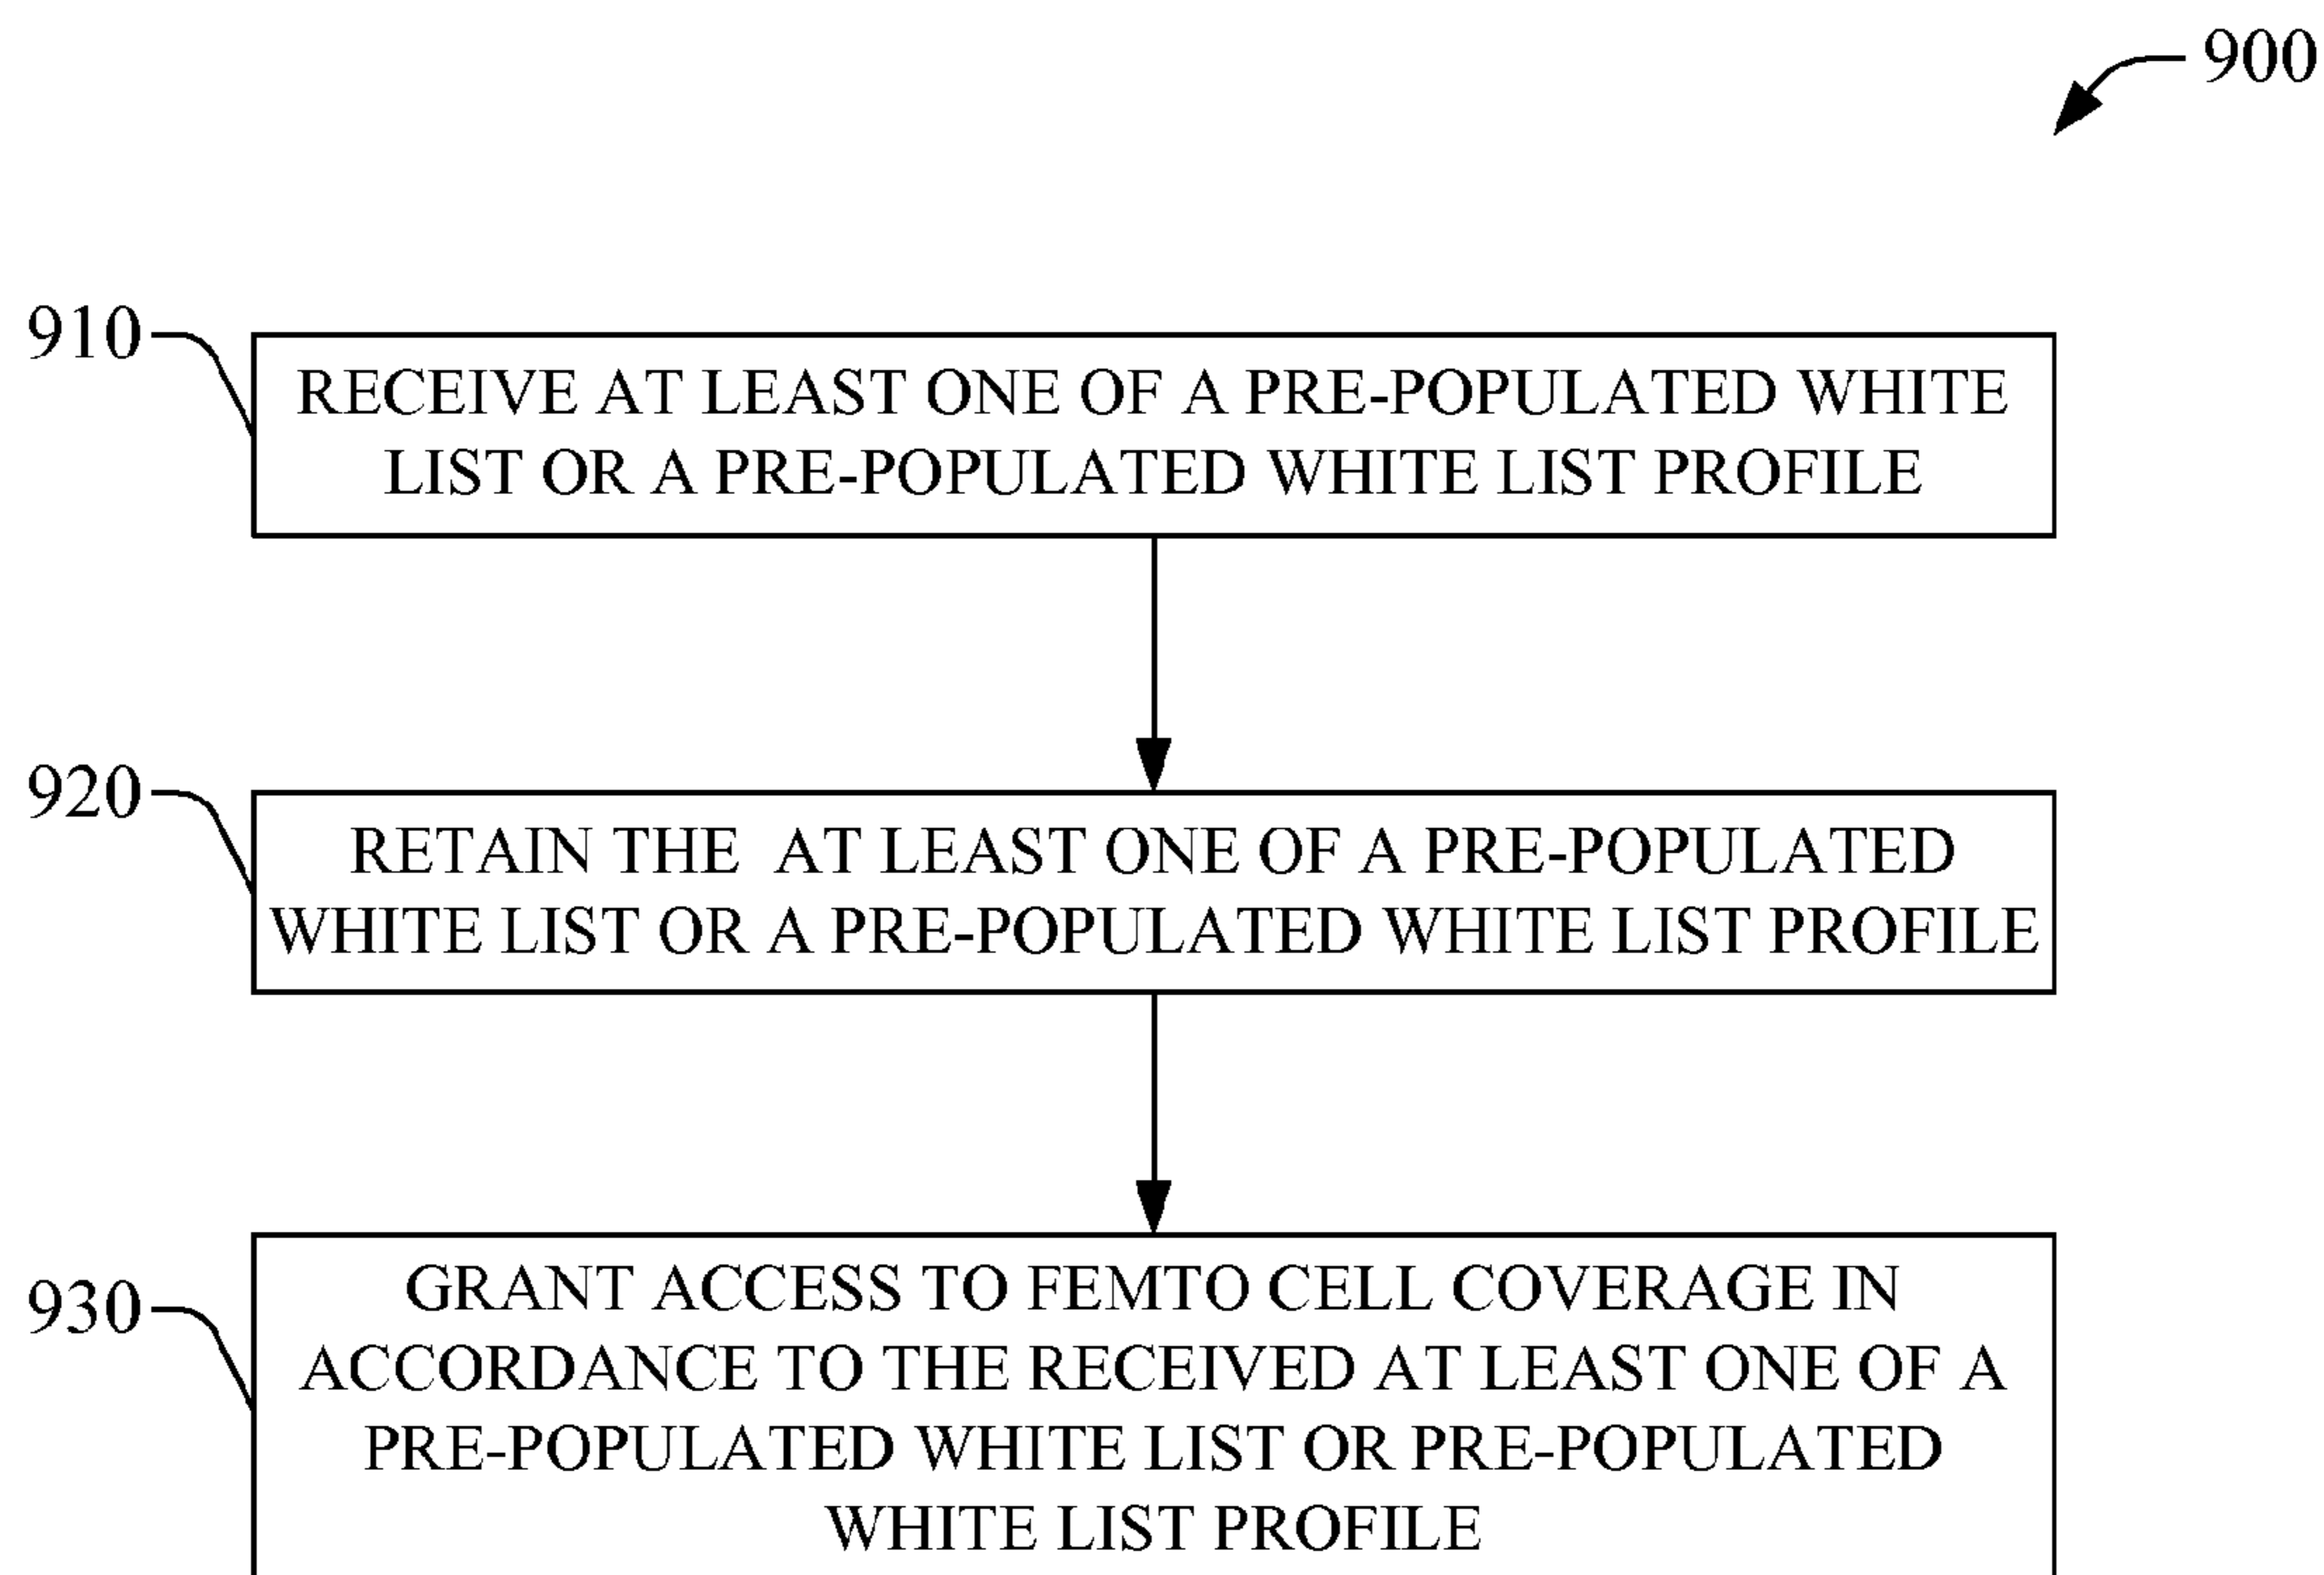 900
910
RECEIVE AT LEAST ONE OF A PRE-POPULATED WHITE
LIST OR A PRE-POPULATED WHITE LIST PROFILE
920
RETAIN THE AT LEAST ONE OF A PRE-POPULATED
WHITE LIST OR A PRE-POPULATED WHITE LIST PROFILE
930
GRANT ACCESS TO FEMTO CELL COVERAGE IN
ACCORDANCE TO THE RECEIVED AT LEAST ONE OF A
PRE-POPULATED WHITE LIST OR PRE-POPULATED
WHITE LIST PROFILE